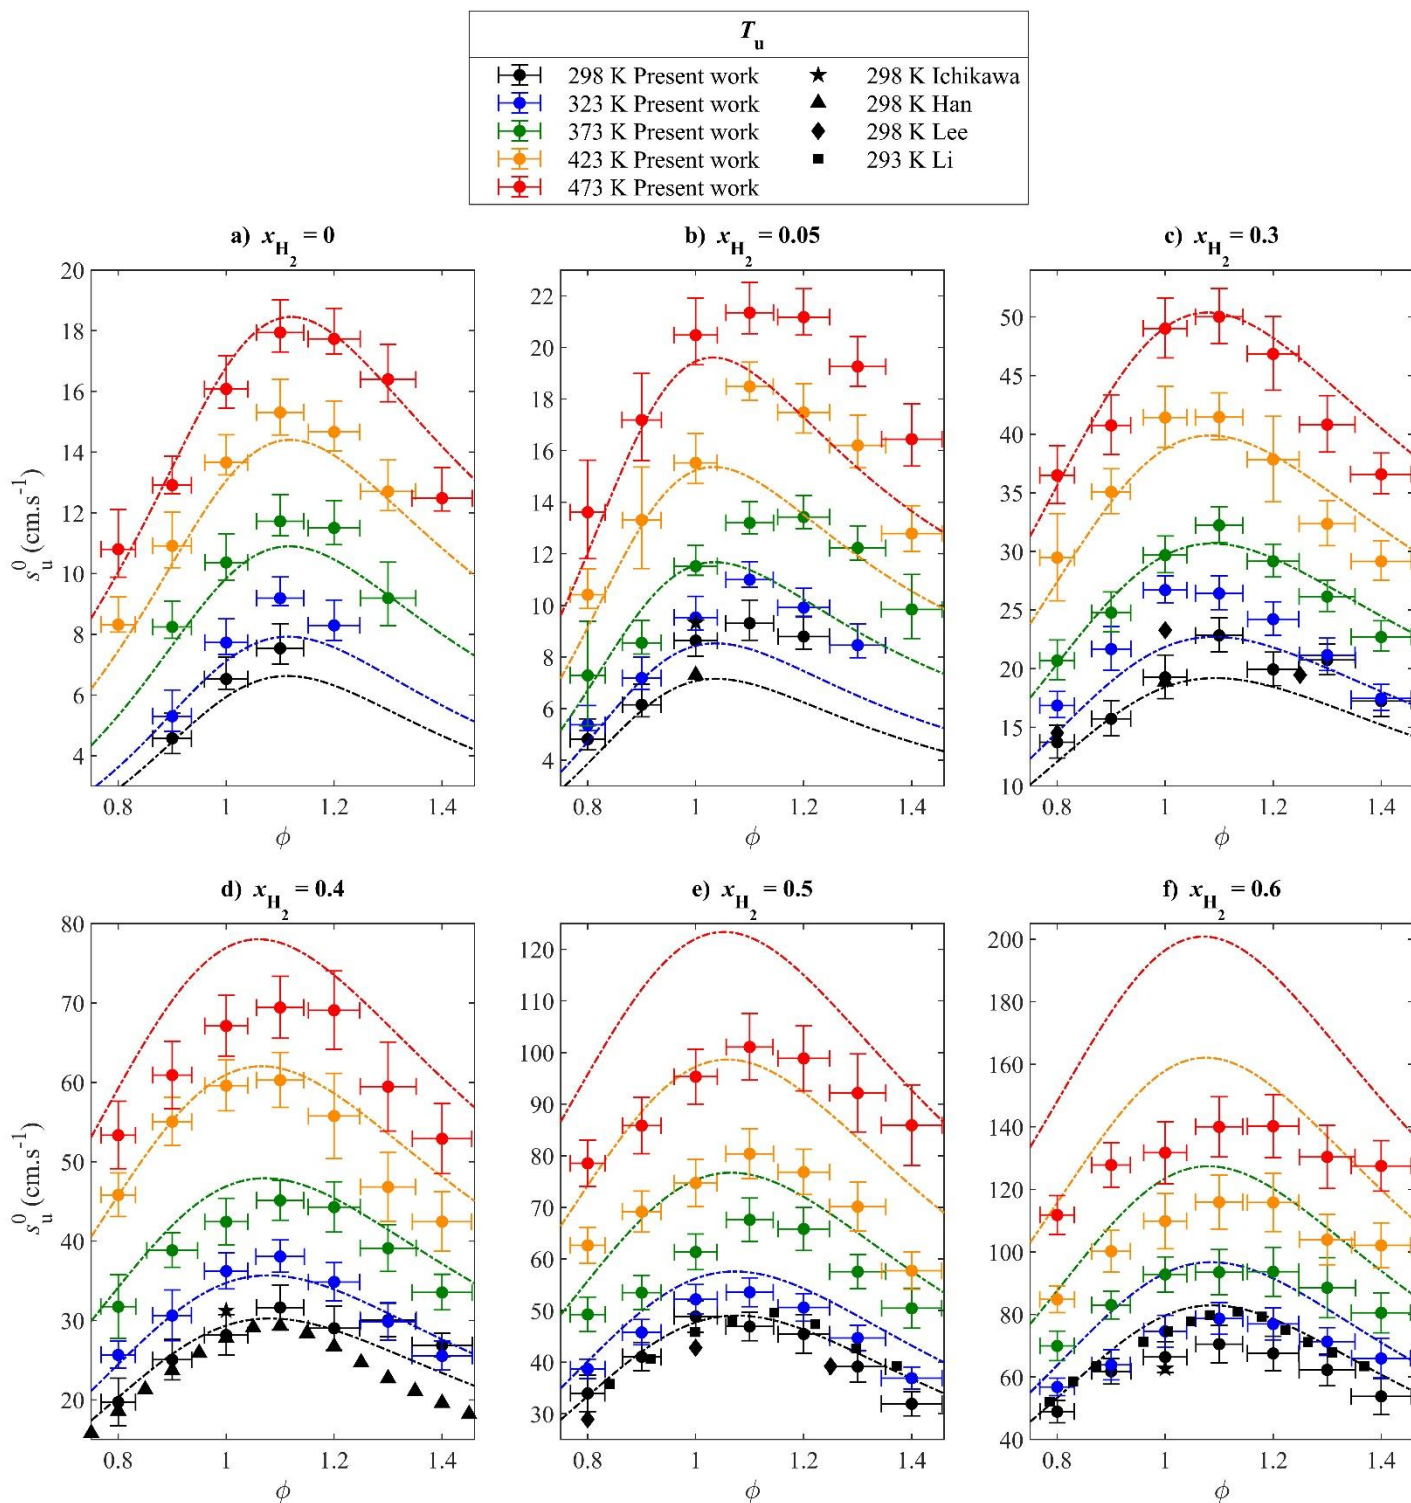 T_u
298 K Present work
323 K Present work
373 K Present work
423 K Present work
473 K Present work
298 K Ichikawa
298 K Han
298 K Lee
293 K Li
a) x_H_2 = 0
b) x_H_2 = 0.05
c) x_H_2 = 0.3
20
18
16
14
12
10
8
6
4
22
20
18
16
14
12
10
8
6
4
50
45
40
35
30
25
20
15
10
s_u^0 (cm.s^-1)
0.8 1 1.2 1.4
0.8 1 1.2 1.4
0.8 1 1.2 1.4
ϕ
ϕ
ϕ
d) x_H_2 = 0.4
e) x_H_2 = 0.5
f) x_H_2 = 0.6
80
70
60
50
40
30
20
120
110
100
90
80
70
60
50
40
30
200
180
160
140
120
100
80
60
40
s_u^0 (cm.s^-1)
0.8 1 1.2 1.4
0.8 1 1.2 1.4
0.8 1 1.2 1.4
ϕ
ϕ
ϕ